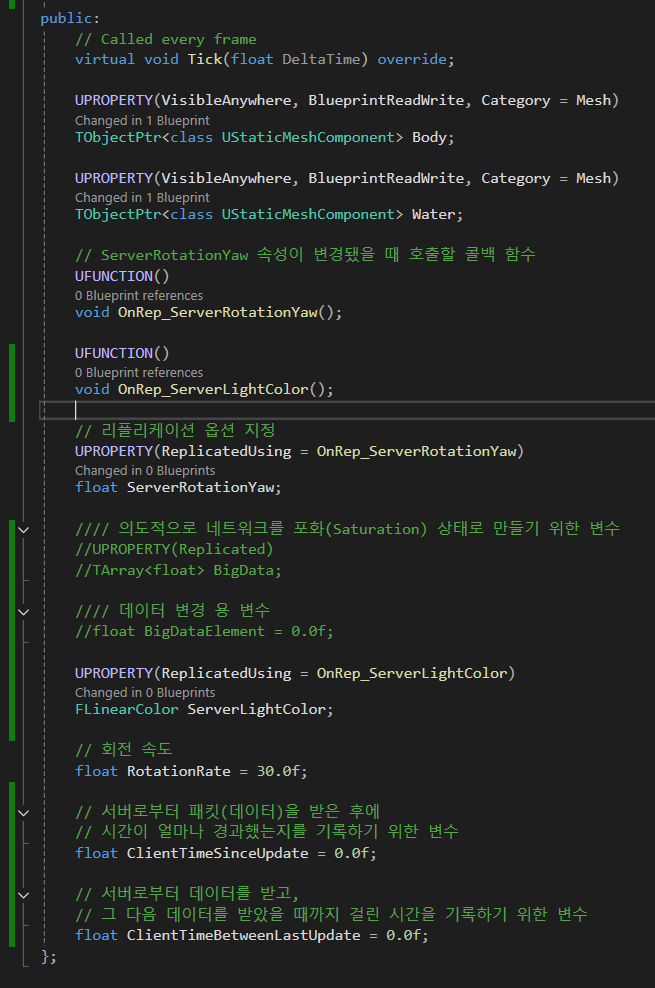 public:
// Called every frame
virtual void Tick(float DeltaTime) override;
UPROPERTY(VisibleAnywhere, BlueprintReadWrite, Category = Mesh)
Changed in 1 Blueprint
TObjectPtr<class UStaticMeshComponent> Body;
UPROPERTY(VisibleAnywhere, BlueprintReadWrite, Category = Mesh)
Changed in 1 Blueprint
TObjectPtr<class UStaticMeshComponent> Water;
// ServerRotationYaw 속성이 변경됐을 때 호출할 콜백 함수
UFUNCTION()
0 Blueprint references
void OnRep_ServerRotationYaw();
UFUNCTION()
0 Blueprint references
void OnRep_ServerLightColor();
// 리플리케이션 옵션 지정
UPROPERTY(ReplicatedUsing = OnRep_ServerRotationYaw)
Changed in 0 Blueprints
float ServerRotationYaw;
//// 의도적으로 네트워크를 포화(Saturation) 상태로 만들기 위한 변수
//UPROPERTY(Replicated)
//TArray<float> BigData;
//// 데이터 변경 용 변수
//float BigDataElement = 0.0f;
UPROPERTY(ReplicatedUsing = OnRep_ServerLightColor)
Changed in 0 Blueprints
FLinearColor ServerLightColor;
// 회전 속도
float RotationRate = 30.0f;
// 서버로부터 패킷(데이터)을 받은 후에
// 시간이 얼마나 경과했는지를 기록하기 위한 변수
float ClientTimeSinceUpdate = 0.0f;
// 서버로부터 데이터를 받고,
// 그 다음 데이터를 받았을 때까지 걸린 시간을 기록하기 위한 변수
float ClientTimeBetweenLastUpdate = 0.0f;
};